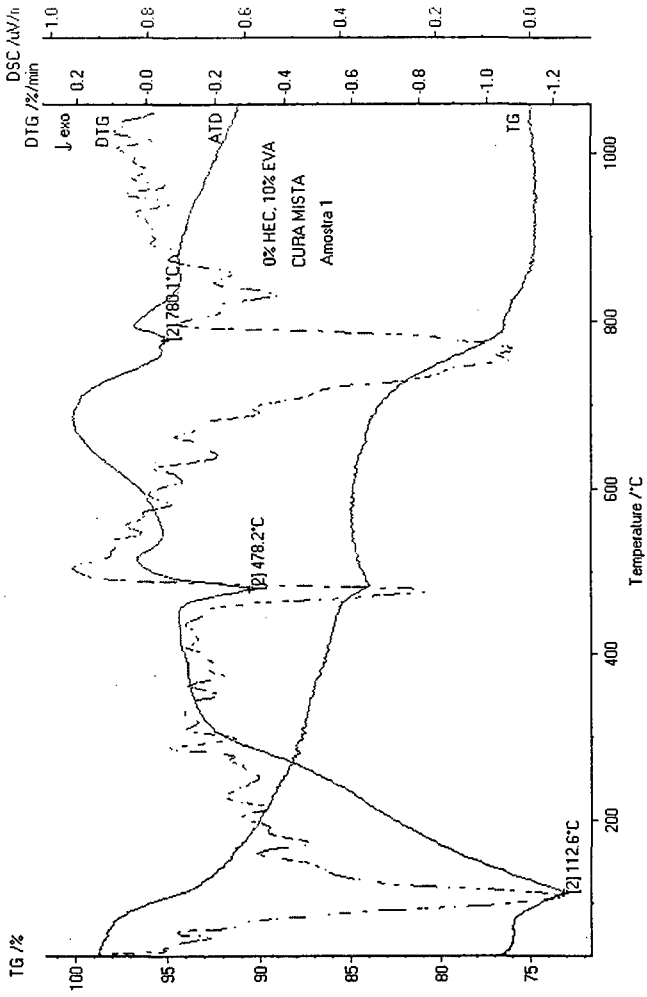 TG /%
DTG /%/min
DSC /uV/
↓ exo
1.0
0.8
0.6
0.4
0.2
0.0
0.2
-0.0
-0.2
-0.4
-0.6
-0.8
-1.0
-1.2
DTG
ATD
TG
0% HEC, 10% EVA
CURA MISTA
Amostra 1
[2] 780.1°C
[2] 478.2°C
[2] 112.6°C
100
95
90
85
80
75
200
400
600
800
1000
Temperature /°C